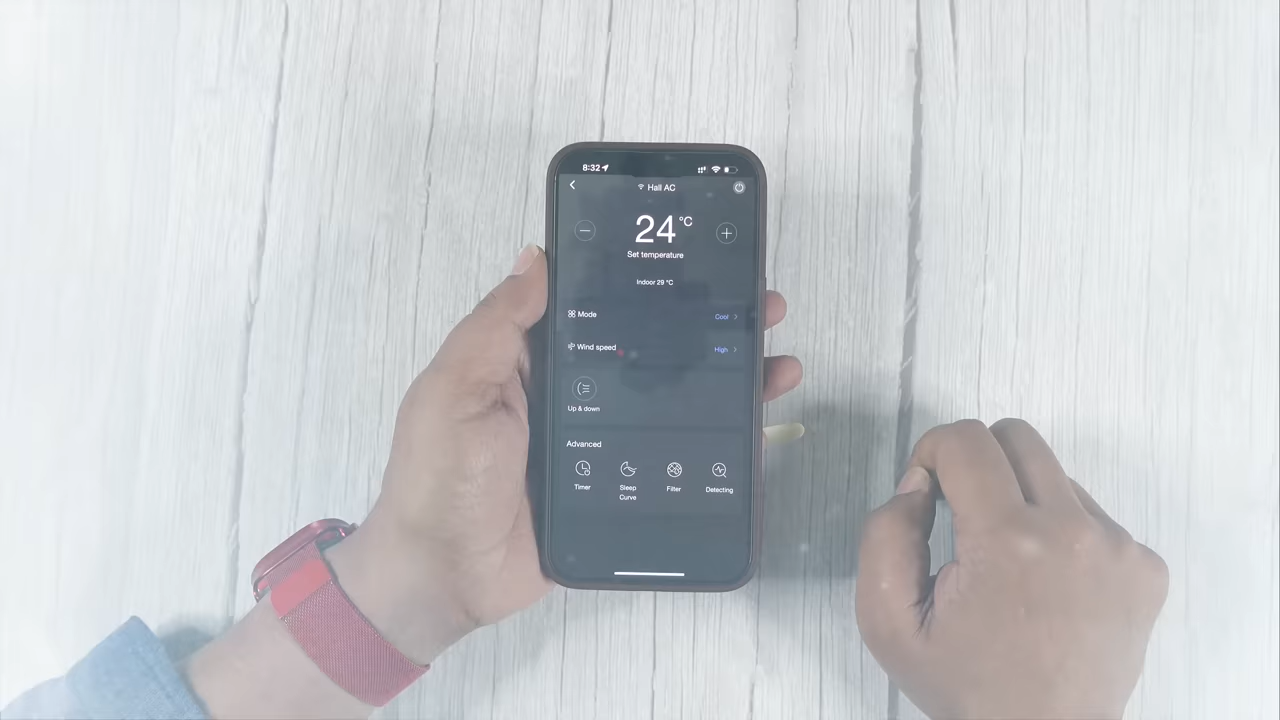 8:32
Hall AC
24 °C
Set temperature
Indoor 29 °C
Mode Cool
Wind speed High
Up & down
Advanced
Timer Sleep Curve Filter Detecting